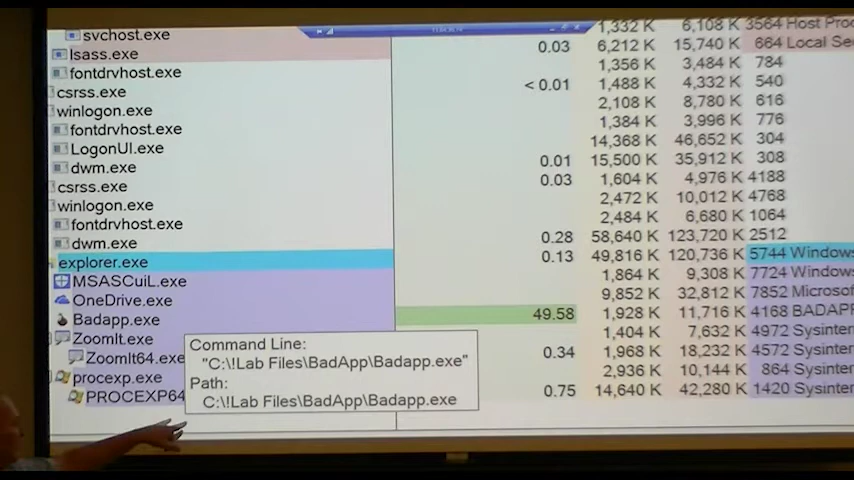 svchost.exe 1,332 K 6,108 K 3564 Host Proc
lsass.exe 0.03 6,212 K 15,740 K 664 Local Se
fontdrvhost.exe 1,356 K 3,484 K 784
csrss.exe < 0.01 1,488 K 4,332 K 540
winlogon.exe 2,108 K 8,780 K 616
fontdrvhost.exe 1,384 K 3,996 K 776
LogonUI.exe 14,368 K 46,652 K 304
dwm.exe 0.01 15,500 K 35,912 K 308
csrss.exe 0.03 1,604 K 4,976 K 4188
winlogon.exe 2,472 K 10,012 K 4768
fontdrvhost.exe 2,484 K 6,680 K 1064
dwm.exe 0.28 58,640 K 123,720 K 2512
explorer.exe 0.13 49,816 K 120,736 K 5744 Windows
MSASCuiL.exe 1,864 K 9,308 K 7724 Windows
OneDrive.exe 9,852 K 32,812 K 7852 Microsof
Badapp.exe 49.58 1,928 K 11,716 K 4168 BADAPP
ZoomIt.exe 1,404 K 7,632 K 4972 Sysinter
ZoomIt64.exe 0.34 1,968 K 18,232 K 4572 Sysinter
procexp.exe 2,936 K 10,144 K 864 Sysinter
PROCEXP64 0.75 14,640 K 42,280 K 1420 Sysinter
Command Line:
"C:\!Lab Files\BadApp\Badapp.exe"
Path:
C:\!Lab Files\BadApp\Badapp.exe